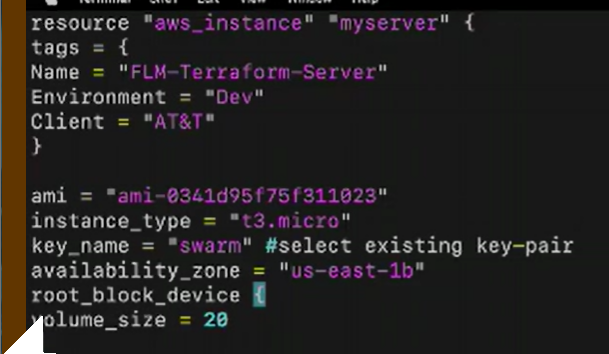 resource "aws_instance" "myserver" {
tags = {
Name = "FLM-Terraform-Server"
Environment = "Dev"
Client = "AT&T"
}
ami = "ami-0341d95f75f311023"
instance_type = "t3.micro"
key_name = "swarm" #select existing key-pair
availability_zone = "us-east-1b"
root_block_device {
volume_size = 20